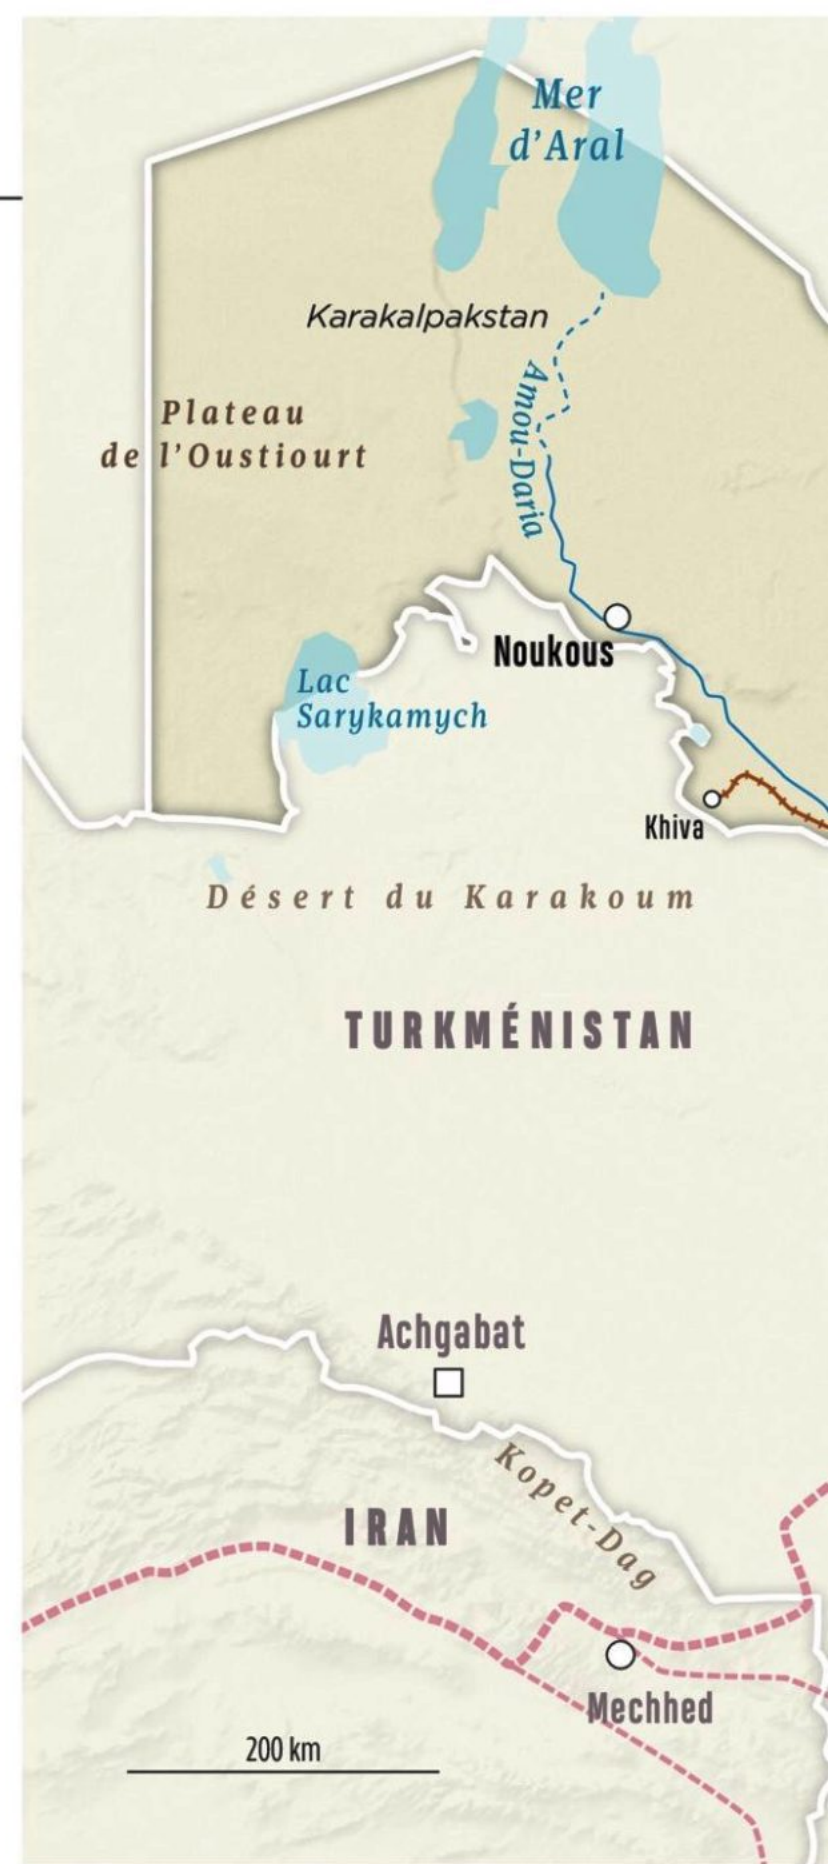 Mer
d'Aral
Karakalpakstan
Amou-Daria
Plateau
de l'Oustiourt
Noukous
Lac
Sarykamych
Khiva
Désert du Karakoum
TURKMÉNISTAN
Achgabat
Kopet-Dag
IRAN
Mechhed
200 km